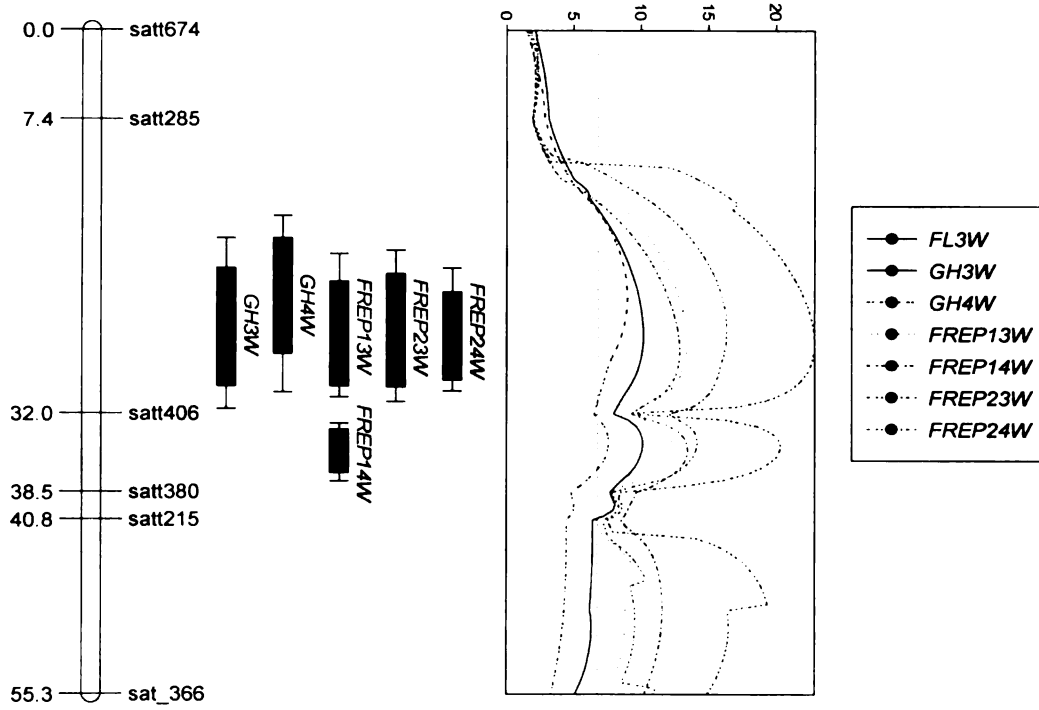 0 5 10 15 20
0.0 satt674
7.4 satt285
32.0 satt406
38.5 satt380
40.8 satt215
55.3 sat_366
GH3W
GH4W
FREP13W
FREP23W
FREP24W
FREP14W
FL3W
GH3W
GH4W
FREP13W
FREP14W
FREP23W
FREP24W